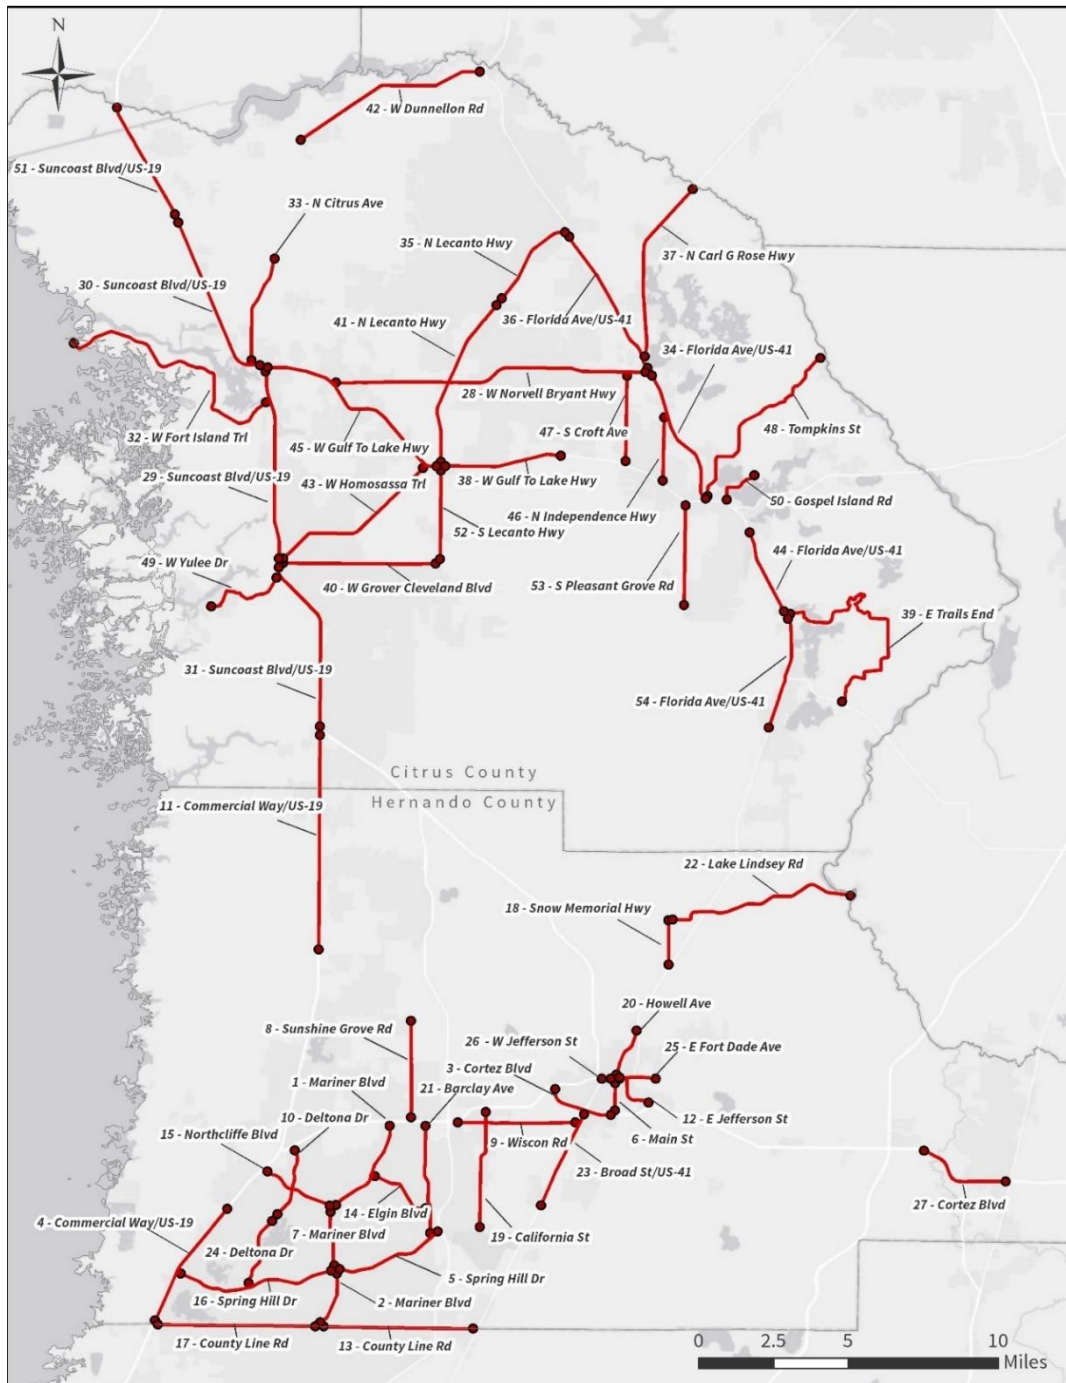 N
42 - W Dunnellon Rd
51 - Suncoast Blvd/US-19
33 - N Citrus Ave
35 - N Lecanto Hwy
37 - N Carl G Rose Hwy
30 - Suncoast Blvd/US-19
36 - Florida Ave/US-41
41 - N Lecanto Hwy
34 - Florida Ave/US-41
28 - W Norvell Bryant Hwy
48 - Tompkins St
47 - S Croft Ave
32 - W Fort Island Trl
45 - W Gulf To Lake Hwy
29 - Suncoast Blvd/US-19
43 - W Homosassa Trl
38 - W Gulf To Lake Hwy
50 - Gospel Island Rd
46 - N Independence Hwy
52 - S Lecanto Hwy
44 - Florida Ave/US-41
49 - W Yulee Dr
40 - W Grover Cleveland Blvd
53 - S Pleasant Grove Rd
39 - E Trails End
31 - Suncoast Blvd/US-19
54 - Florida Ave/US-41
Citrus County
Hernando County
11 - Commercial Way/US-19
22 - Lake Lindsey Rd
18 - Snow Memorial Hwy
20 - Howell Ave
8 - Sunshine Grove Rd
26 - W Jefferson St
25 - E Fort Dade Ave
3 - Cortez Blvd
1 - Mariner Blvd
21 - Barclay Ave
10 - Deltona Dr
12 - E Jefferson St
15 - Northcliffe Blvd
9 - Wiscon Rd
6 - Main St
23 - Broad St/US-41
27 - Cortez Blvd
14 - Elgin Blvd
4 - Commercial Way/US-19
7 - Mariner Blvd
19 - California St
24 - Deltona Dr
5 - Spring Hill Dr
16 - Spring Hill Dr
2 - Mariner Blvd
17 - County Line Rd
13 - County Line Rd
0 2.5 5 10
Miles